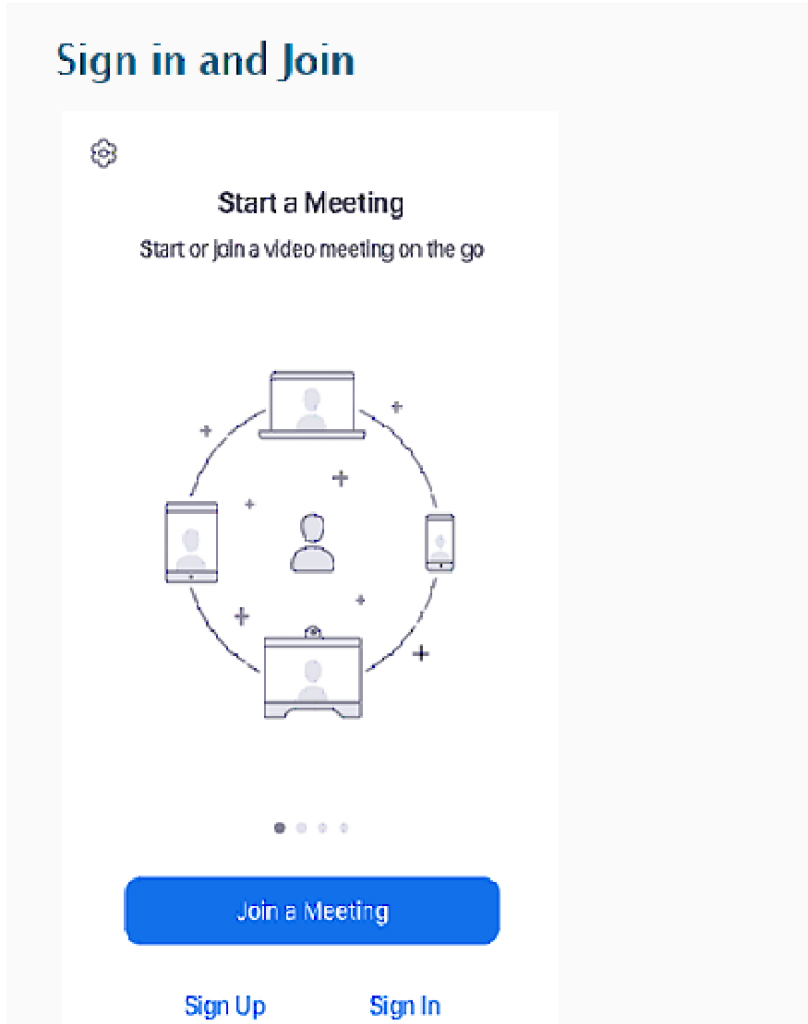 Sign in and Join
Start a Meeting
Start or join a video meeting on the go
Join a Meeting
Sign Up Sign In